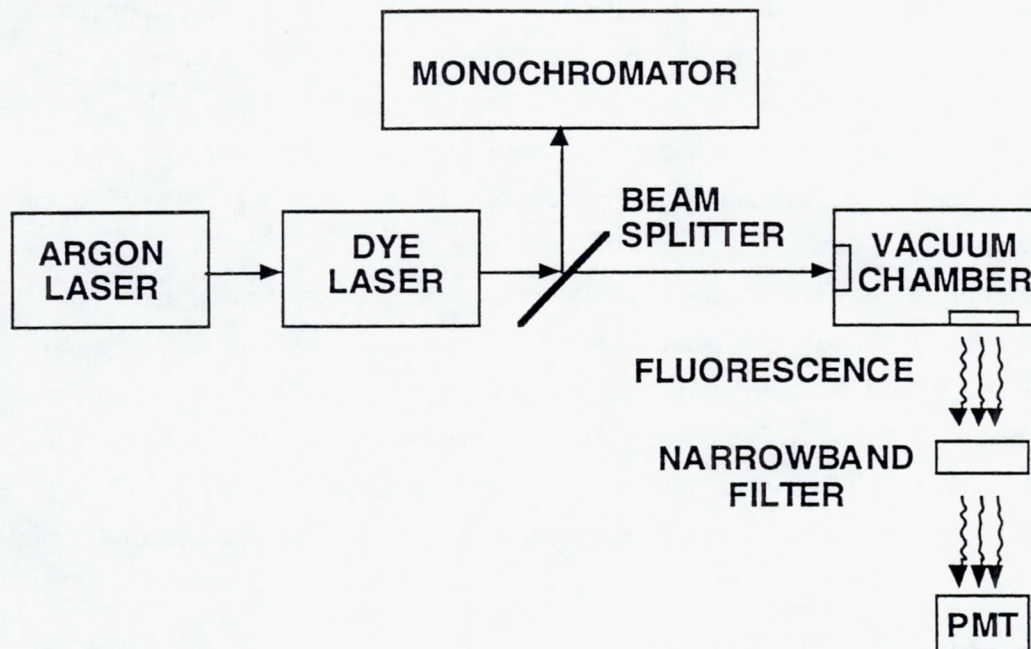 MONOCHROMATOR
BEAM
SPLITTER
ARGON
LASER
DYE
LASER
VACUUM
CHAMBER
FLUORESCENCE
NARROWBAND
FILTER
PMT